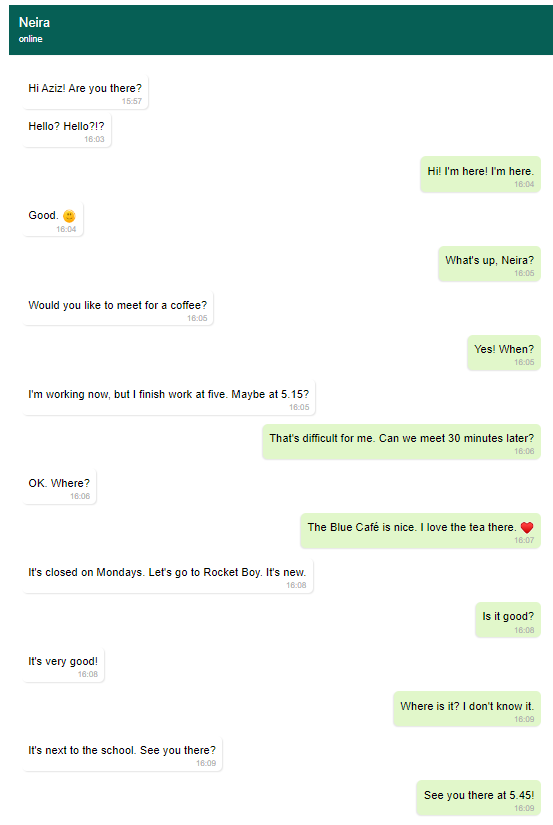 Neira
online
Hi Aziz! Are you there?
15:57
Hello? Hello?!?
16:03
Hi! I'm here! I'm here.
16:04
Good. 🙂
16:04
What's up, Neira?
16:05
Would you like to meet for a coffee?
16:05
Yes! When?
16:05
I'm working now, but I finish work at five. Maybe at 5.15?
16:05
That's difficult for me. Can we meet 30 minutes later?
16:06
OK. Where?
16:06
The Blue Café is nice. I love the tea there. ❤️
16:07
It's closed on Mondays. Let's go to Rocket Boy. It's new.
16:08
Is it good?
16:08
It's very good!
16:08
Where is it? I don't know it.
16:09
It's next to the school. See you there?
16:09
See you there at 5.45!
16:09